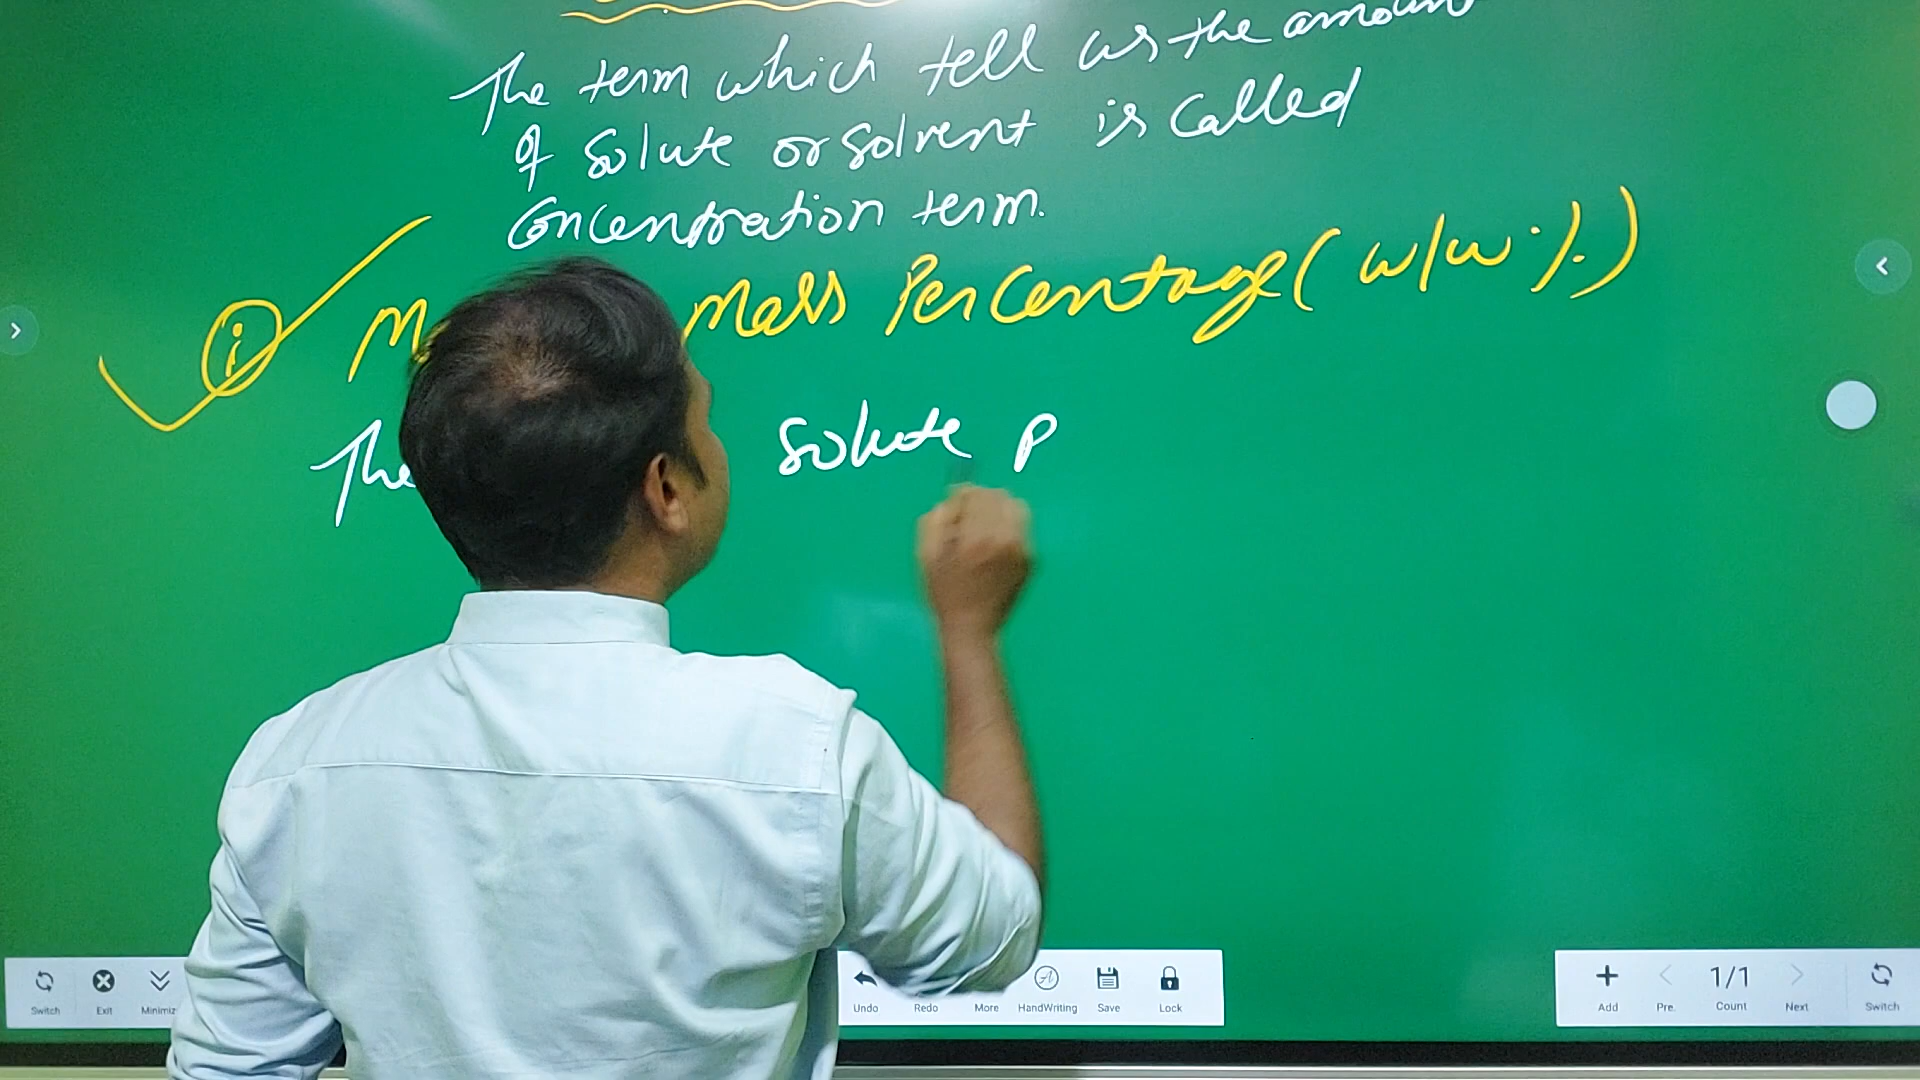 The term which tell us the amount
of solute or solvent is called
Concentration term.
(i) Mass Percentage (w/w %)
The solute p
Switch Exit Undo Redo More HandWriting Save Lock
Add Pre. 1/1 Count Next Switch